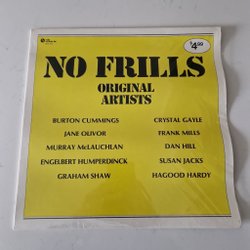 $4.99
NO FRILLS
ORIGINAL
ARTISTS
BURTON CUMMINGS
CRYSTAL GAYLE
JANE OLIVOR
FRANK MILLS
MURRAY McLAUCHLAN
DAN HILL
ENGELBERT HUMPERDINCK
SUSAN JACKS
GRAHAM SHAW
HAGOOD HARDY